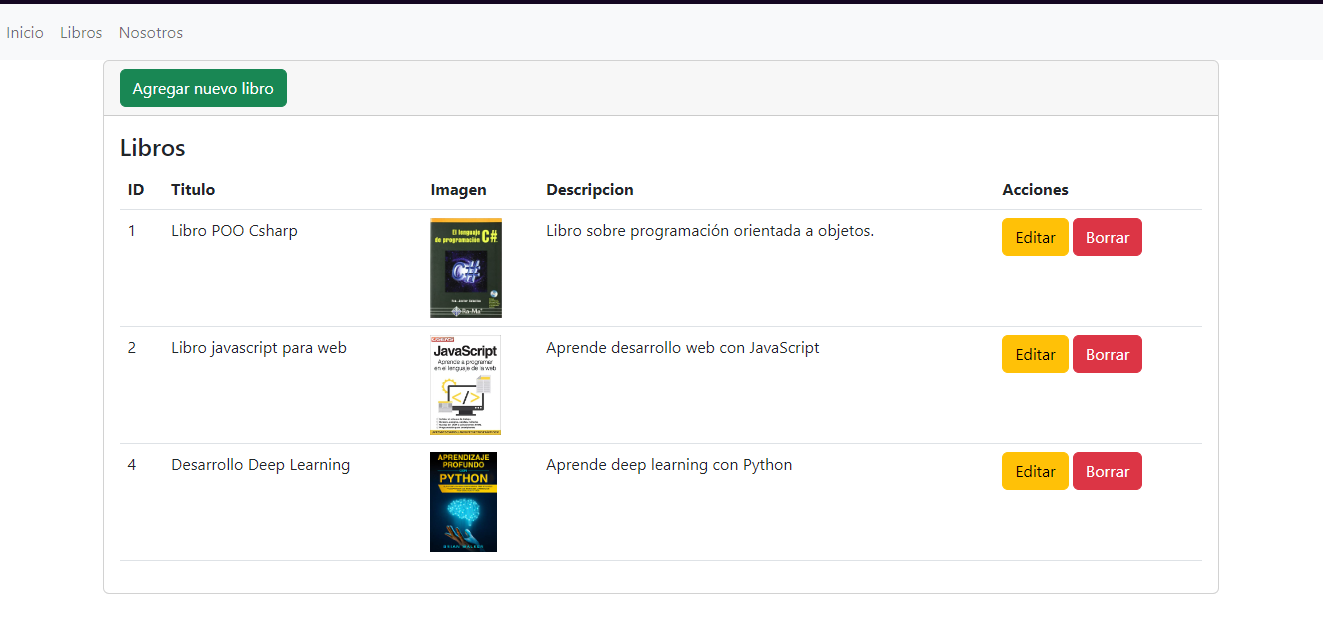 Inicio Libros Nosotros
Agregar nuevo libro
Libros
ID Titulo Imagen Descripcion Acciones
1 Libro POO Csharp Libro sobre programación orientada a objetos. Editar Borrar
El lenguaje
de programación C#
C#
Ra-Ma
2 Libro javascript para web Aprende desarrollo web con JavaScript Editar Borrar
JavaScript
Aprende a programar
en el lenguaje de la web
</>
4 Desarrollo Deep Learning Aprende deep learning con Python Editar Borrar
APRENDIZAJE
PROFUNDO
PYTHON